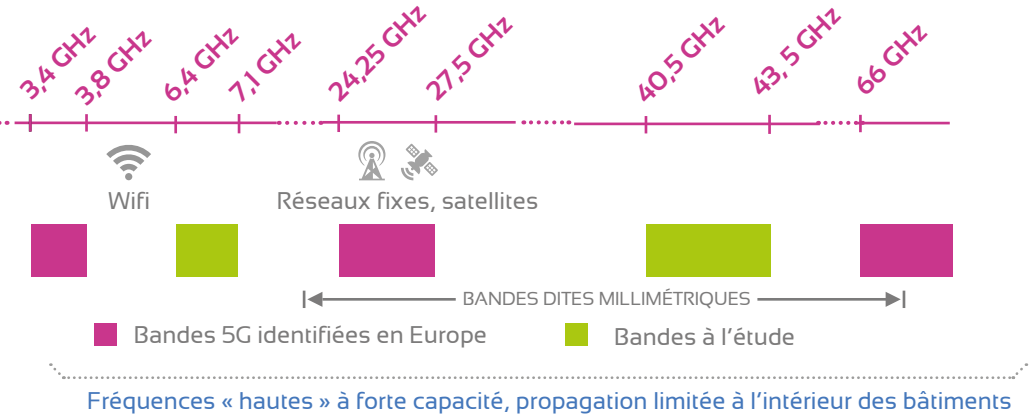 3,4 GHz
3,8 GHz
6,4 GHz
7,1 GHz
24,25 GHz
27,5 GHz
40,5 GHz
43, 5 GHz
66 GHz
Wifi
Réseaux fixes, satellites
BANDES DITES MILLIMÉTRIQUES
Bandes 5G identifiées en Europe
Bandes à l'étude
Fréquences « hautes » à forte capacité, propagation limitée à l'intérieur des bâtiments